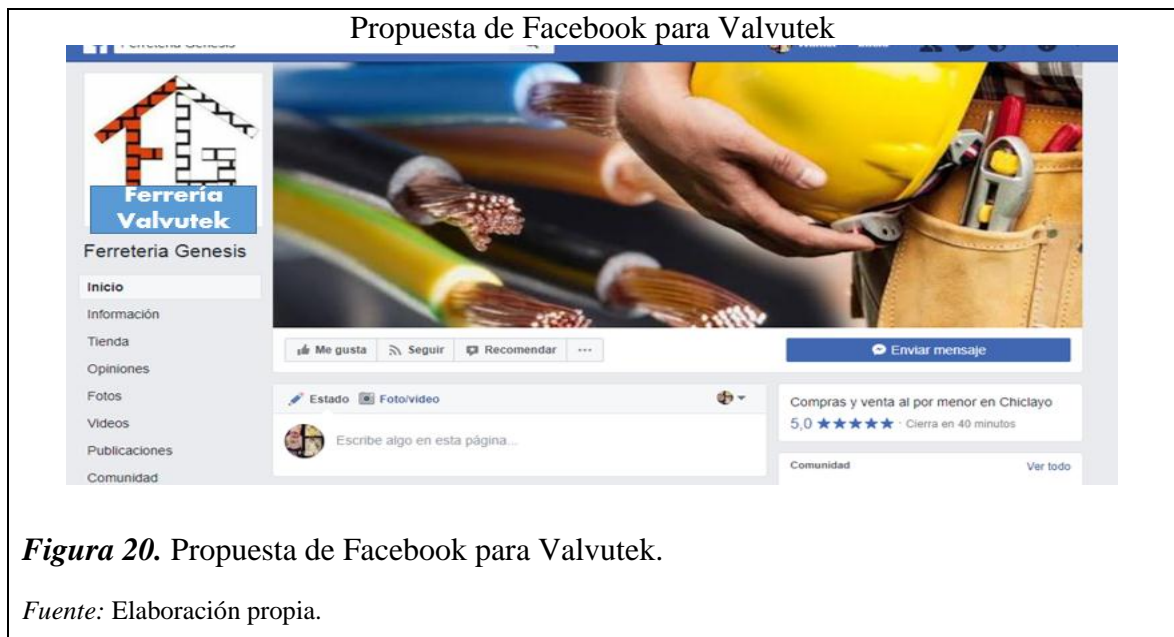 Propuesta de Facebook para Valvutek
Ferreteria Genesis
Ferrería
Valvutek
Ferreteria Genesis
Inicio
Información
Tienda
Opiniones
Fotos
Videos
Publicaciones
Comunidad
Me gusta Seguir Recomendar ...
Enviar mensaje
Estado Foto/video
Escribe algo en esta página...
Compras y venta al por menor en Chiclayo
5,0 ★★★★★ · Cierra en 40 minutos
Comunidad Ver todo
Figura 20. Propuesta de Facebook para Valvutek.
Fuente: Elaboración propia.